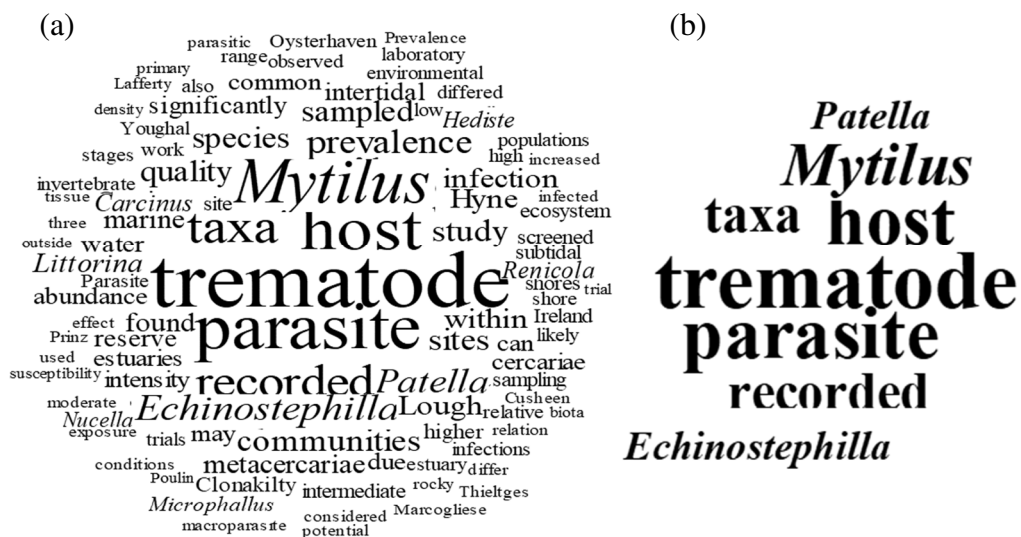 (a)
parasitic Oysterhaven Prevalence
range observed laboratory
primary environmental
Lafferty also common intertidal differed
density significantly sampled low Hediste
Youghal species prevalence populations
stages work high increased
invertebrate quality Mytilus infection
tissue Carcinus site Hyne infected
three marine taxa host study ecosystem
outside water screened
Littorina trematode subtidal
Parasite Renicola
abundance shores trial
effect found parasite within shore Ireland
Prinz reserve sites can likely
used estuaries cercariae
susceptibility intensity recorded Patella sampling
moderate Echinostephilla Lough Cusheen
Nucella relative biota
exposure trials may communities higher relation
infections
conditions metacercariae due estuary differ
Poulin Clonakilty intermediate rocky Thieltges
Microphallus considered Marcogliese
macroparasite potential
(b)
Patella
Mytilus
taxa host
trematode
parasite
recorded
Echinostephilla